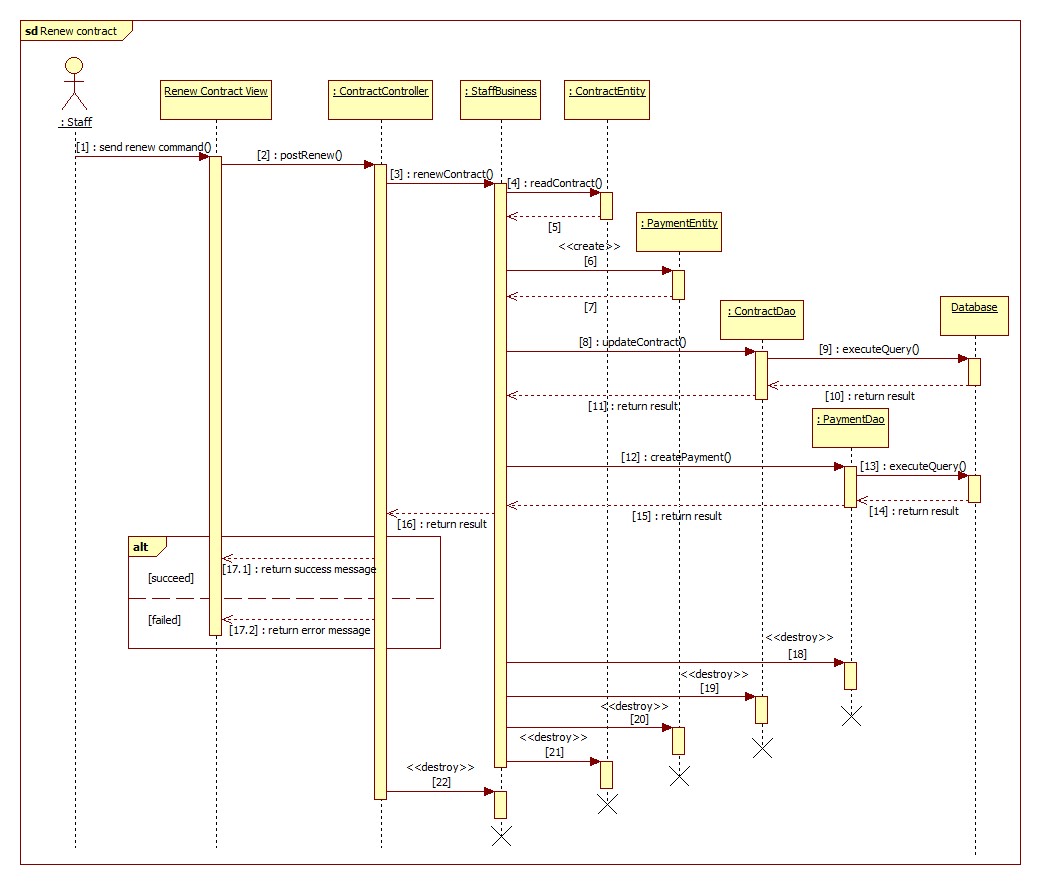 sd Renew contract
: Staff
Renew Contract View
: ContractController
: StaffBusiness
: ContractEntity
[1] : send renew command()
[2] : postRenew()
[3] : renewContract()
[4] : readContract()
[5]
: PaymentEntity
<<create>>
[6]
[7]
: ContractDao
Database
[8] : updateContract()
[9] : executeQuery()
[10] : return result
[11] : return result
: PaymentDao
[12] : createPayment()
[13] : executeQuery()
[14] : return result
[15] : return result
[16] : return result
alt
[17.1] : return success message
[succeed]
[failed]
[17.2] : return error message
<<destroy>>
[18]
<<destroy>>
[19]
<<destroy>>
[20]
<<destroy>>
[21]
<<destroy>>
[22]